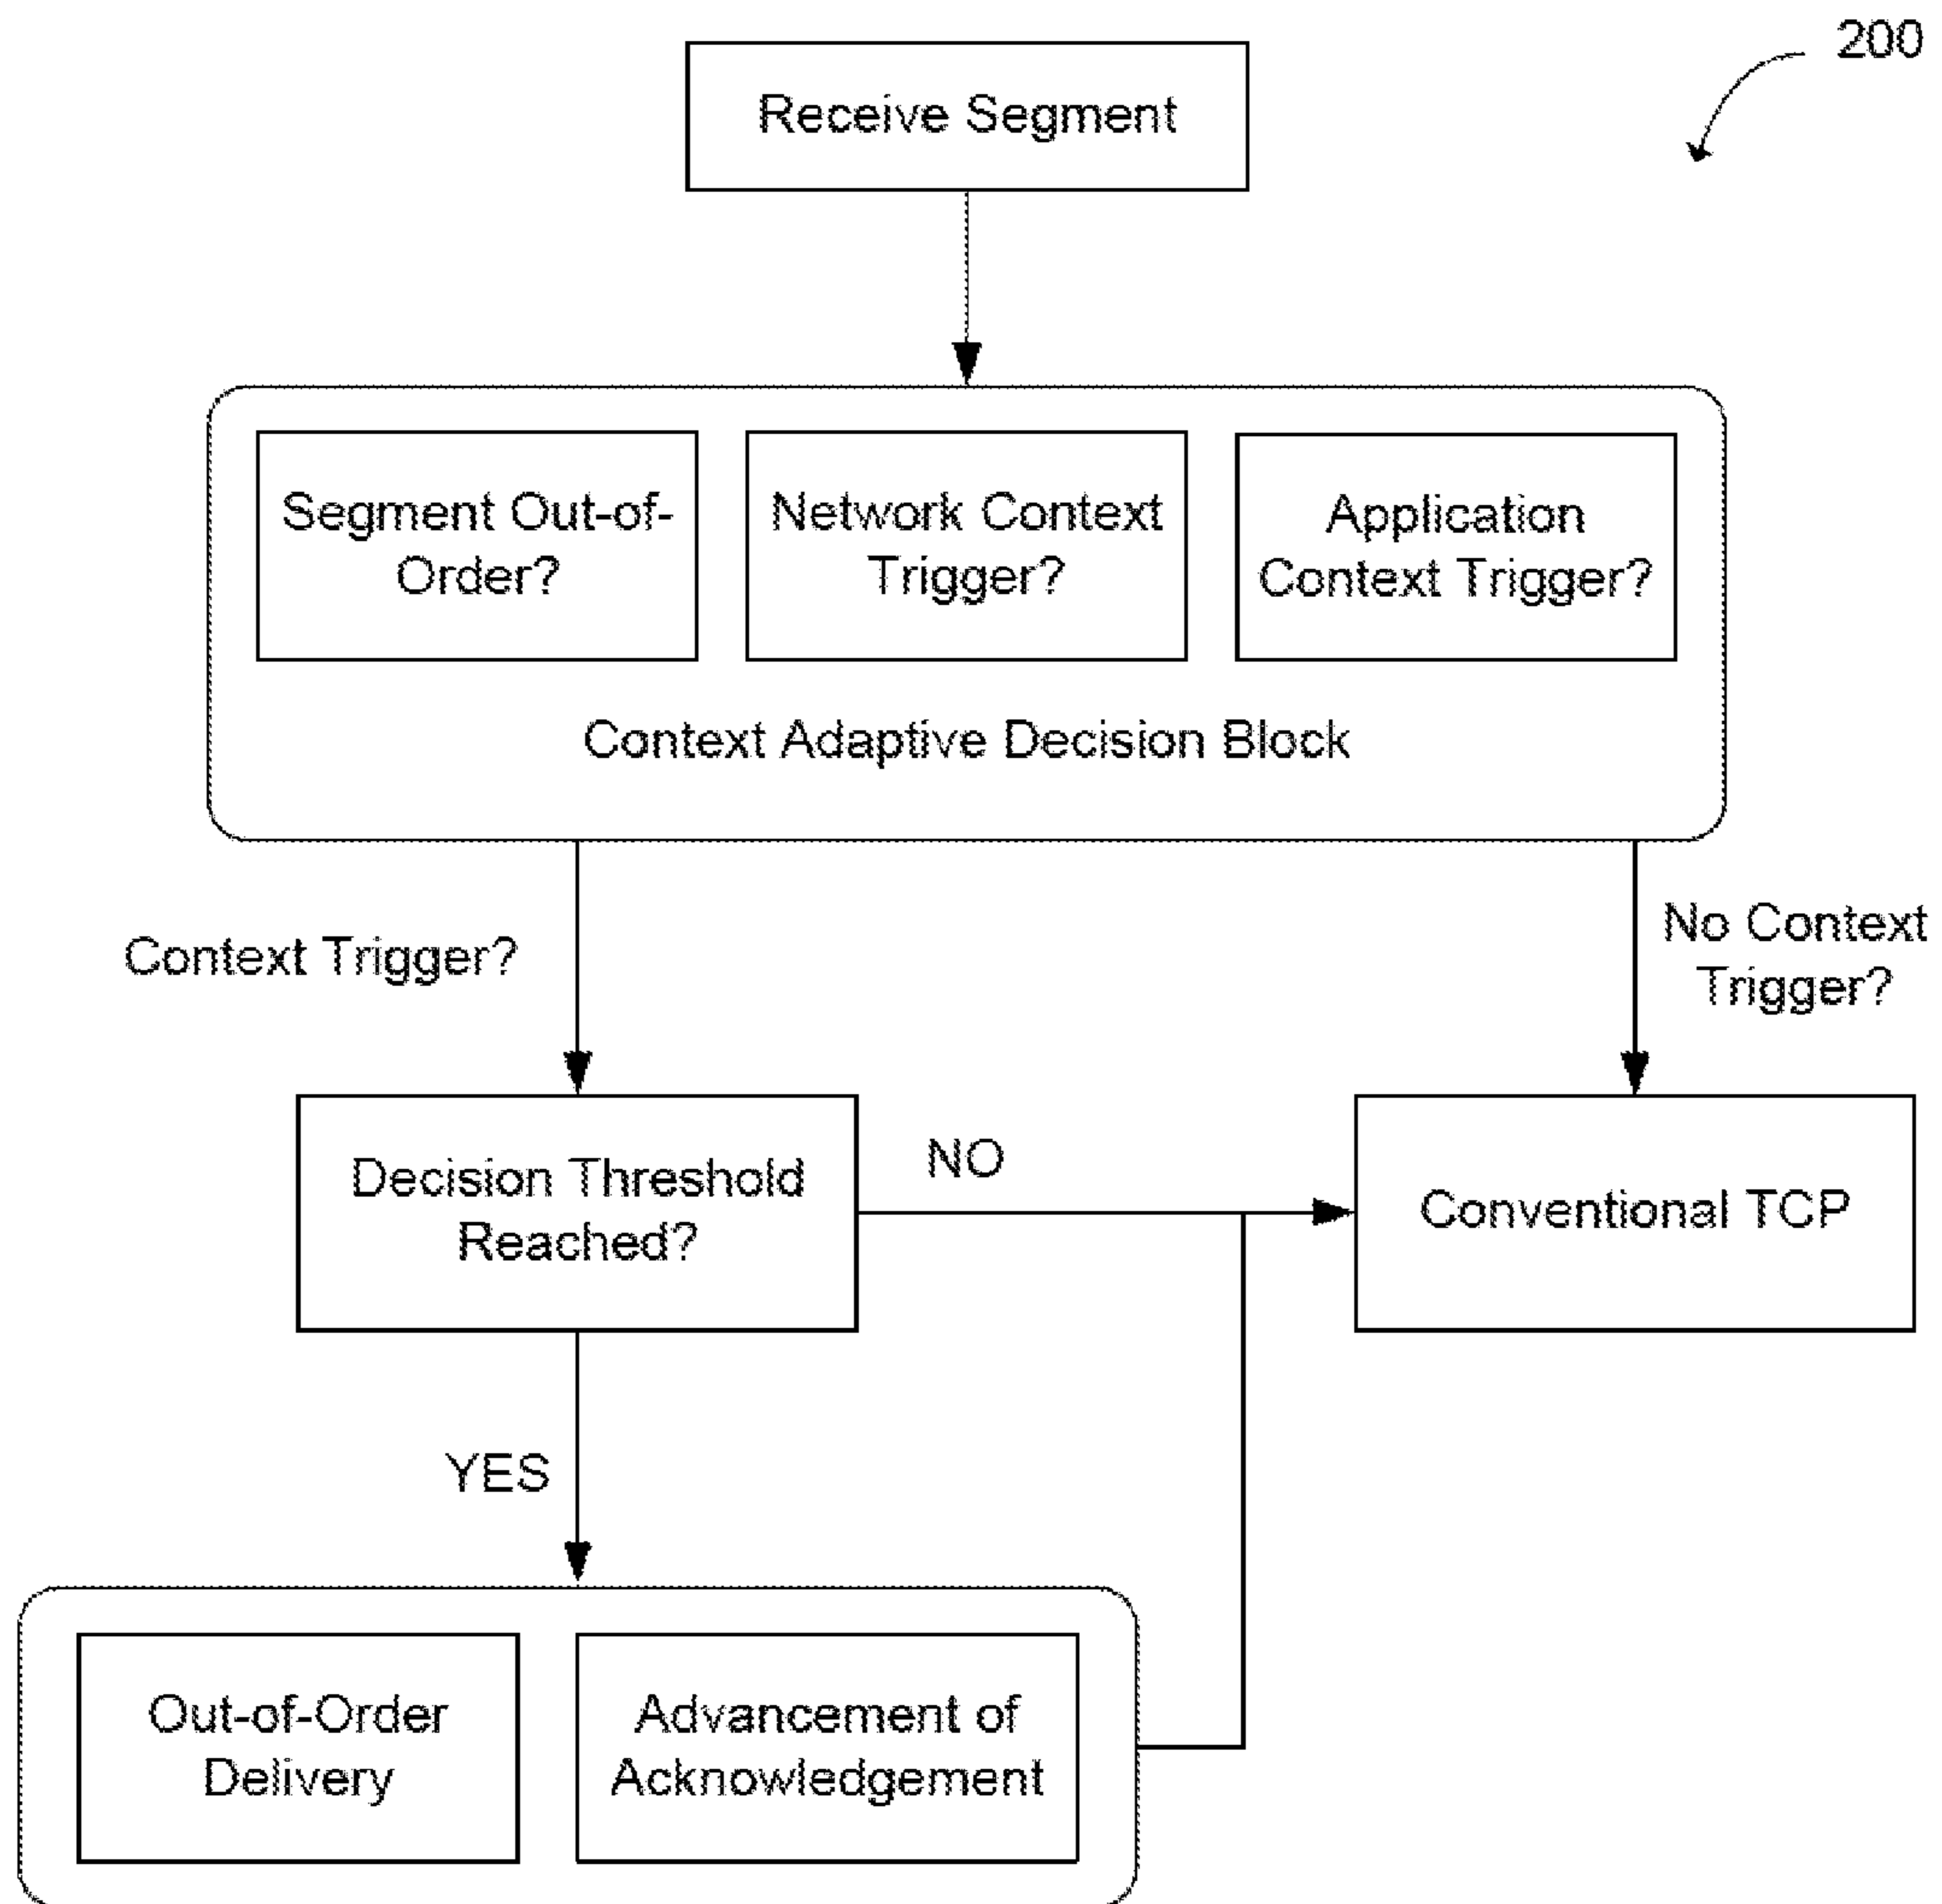 200
Receive Segment
Segment Out-of-
Order?
Network Context
Trigger?
Application
Context Trigger?
Context Adaptive Decision Block
Context Trigger?
No Context
Trigger?
Decision Threshold
Reached?
NO
Conventional TCP
YES
Out-of-Order
Delivery
Advancement of
Acknowledgement